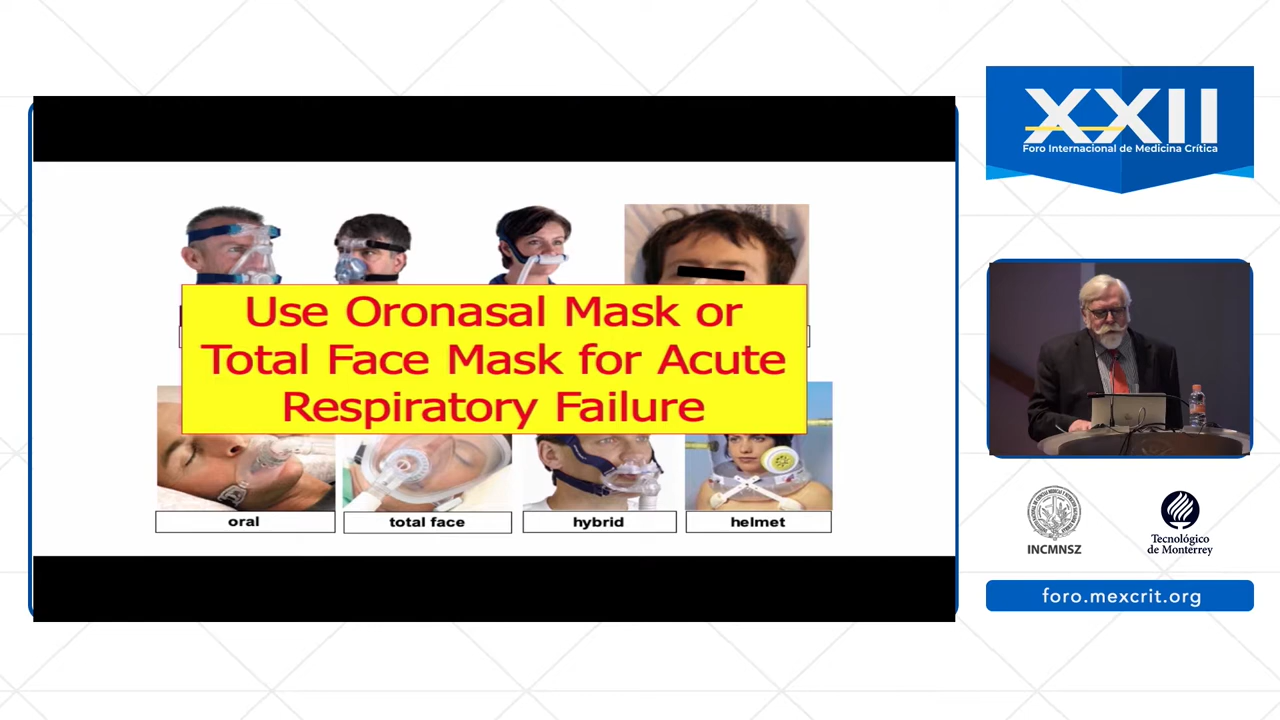 XXII
Foro Internacional de Medicina Crítica
Use Oronasal Mask or
Total Face Mask for Acute
Respiratory Failure
oral
total face
hybrid
helmet
INCMNSZ
Tecnológico
de Monterrey
foro.mexcrit.org